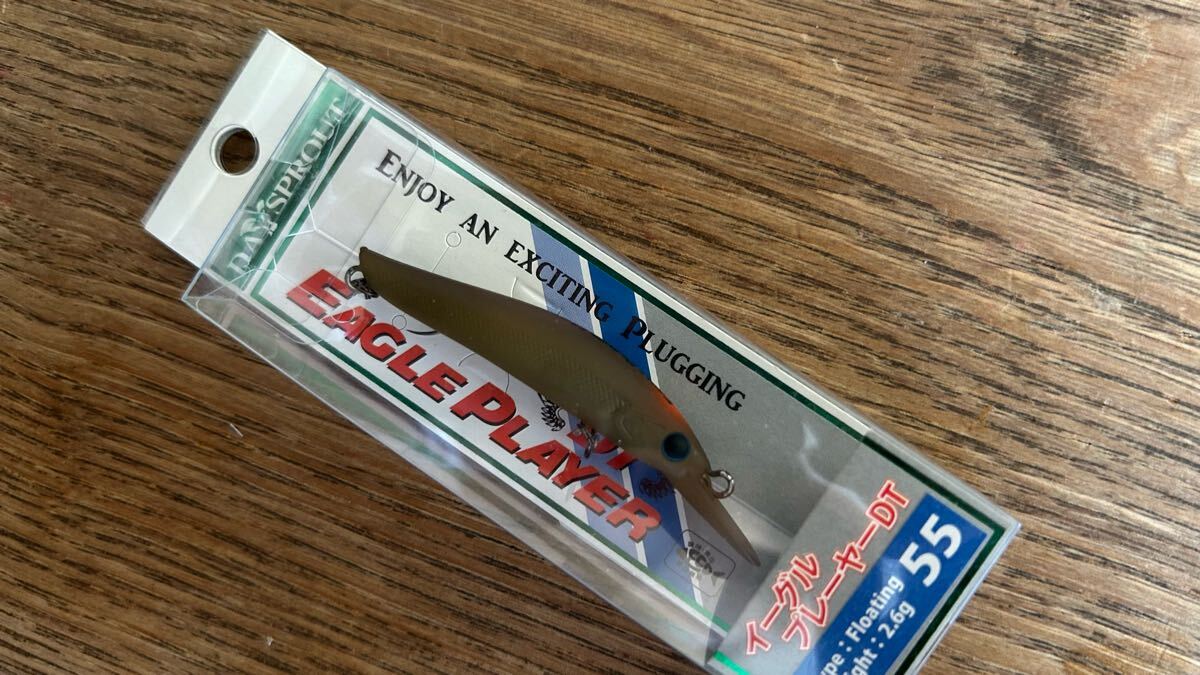 DAYSPROUT
ENJOY AN EXCITING PLUGGING
EAGLE PLAYER
DT
イーグル
プレーヤーDT
55
ype : Floating
ight : 2.6g